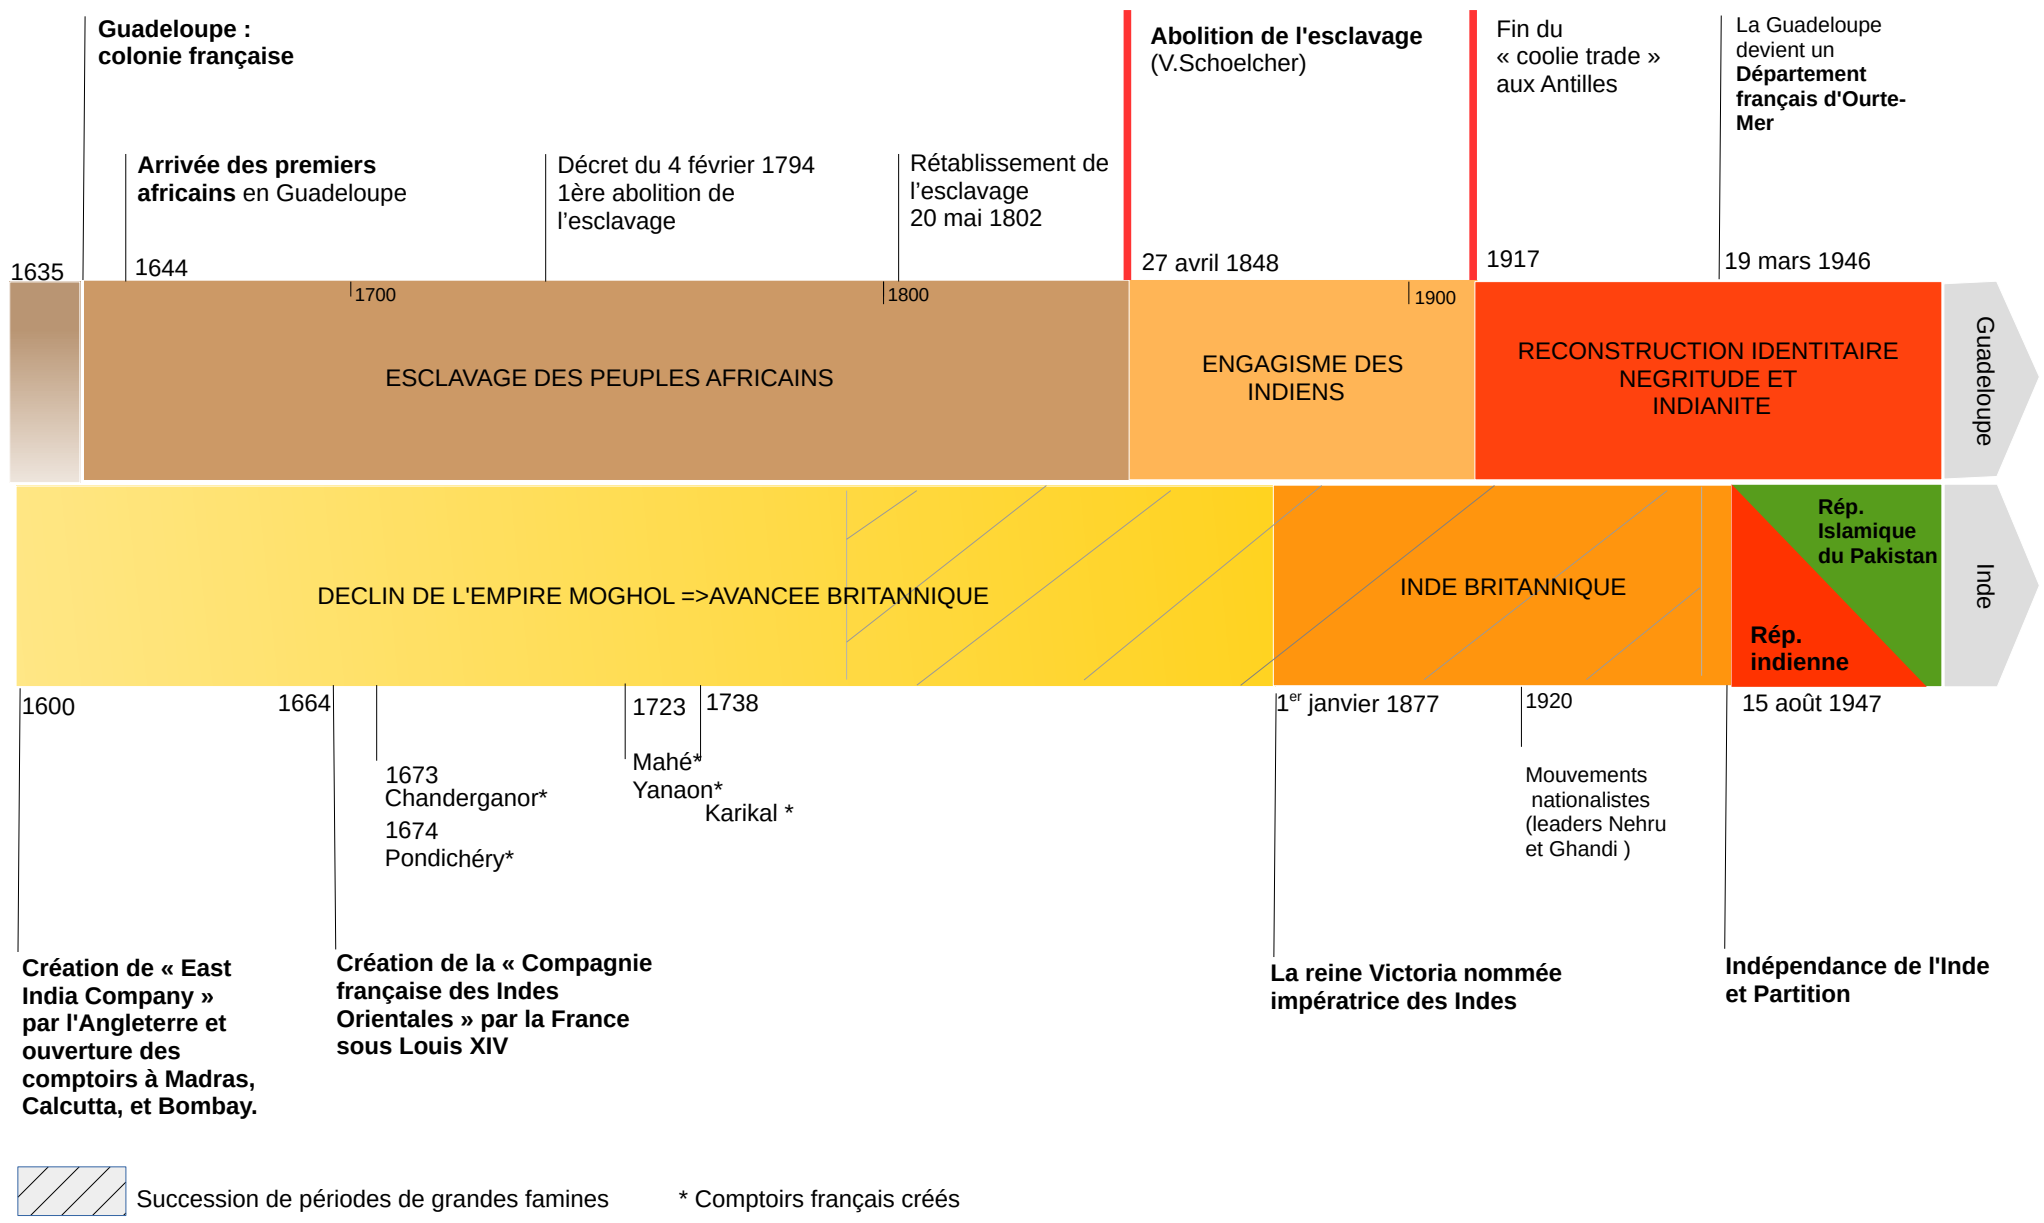 Guadeloupe :
colonie française
Abolition de l'esclavage
(V.Schoelcher)
Fin du
« coolie trade »
aux Antilles
La Guadeloupe
devient un
Département
français d'Ourte-
Mer
Arrivée des premiers
africains en Guadeloupe
Décret du 4 février 1794
1ère abolition de
l’esclavage
Rétablissement de
l’esclavage
20 mai 1802
1635
1644
27 avril 1848
1917
19 mars 1946
1700
1800
1900
ESCLAVAGE DES PEUPLES AFRICAINS
ENGAGISME DES
INDIENS
RECONSTRUCTION IDENTITAIRE
NEGRITUDE ET
INDIANITE
Guadeloupe
DECLIN DE L'EMPIRE MOGHOL =>AVANCEE BRITANNIQUE
INDE BRITANNIQUE
Rép.
Islamique
du Pakistan
Rép.
indienne
Inde
1600
1664
1723
1738
1er janvier 1877
1920
15 août 1947
1673
Chanderganor*
1674
Pondichéry*
Mahé*
Yanaon*
Karikal *
Mouvements
nationalistes
(leaders Nehru
et Ghandi )
Création de « East
India Company »
par l'Angleterre et
ouverture des
comptoirs à Madras,
Calcutta, et Bombay.
Création de la « Compagnie
française des Indes
Orientales » par la France
sous Louis XIV
La reine Victoria nommée
impératrice des Indes
Indépendance de l'Inde
et Partition
Succession de périodes de grandes famines
* Comptoirs français créés